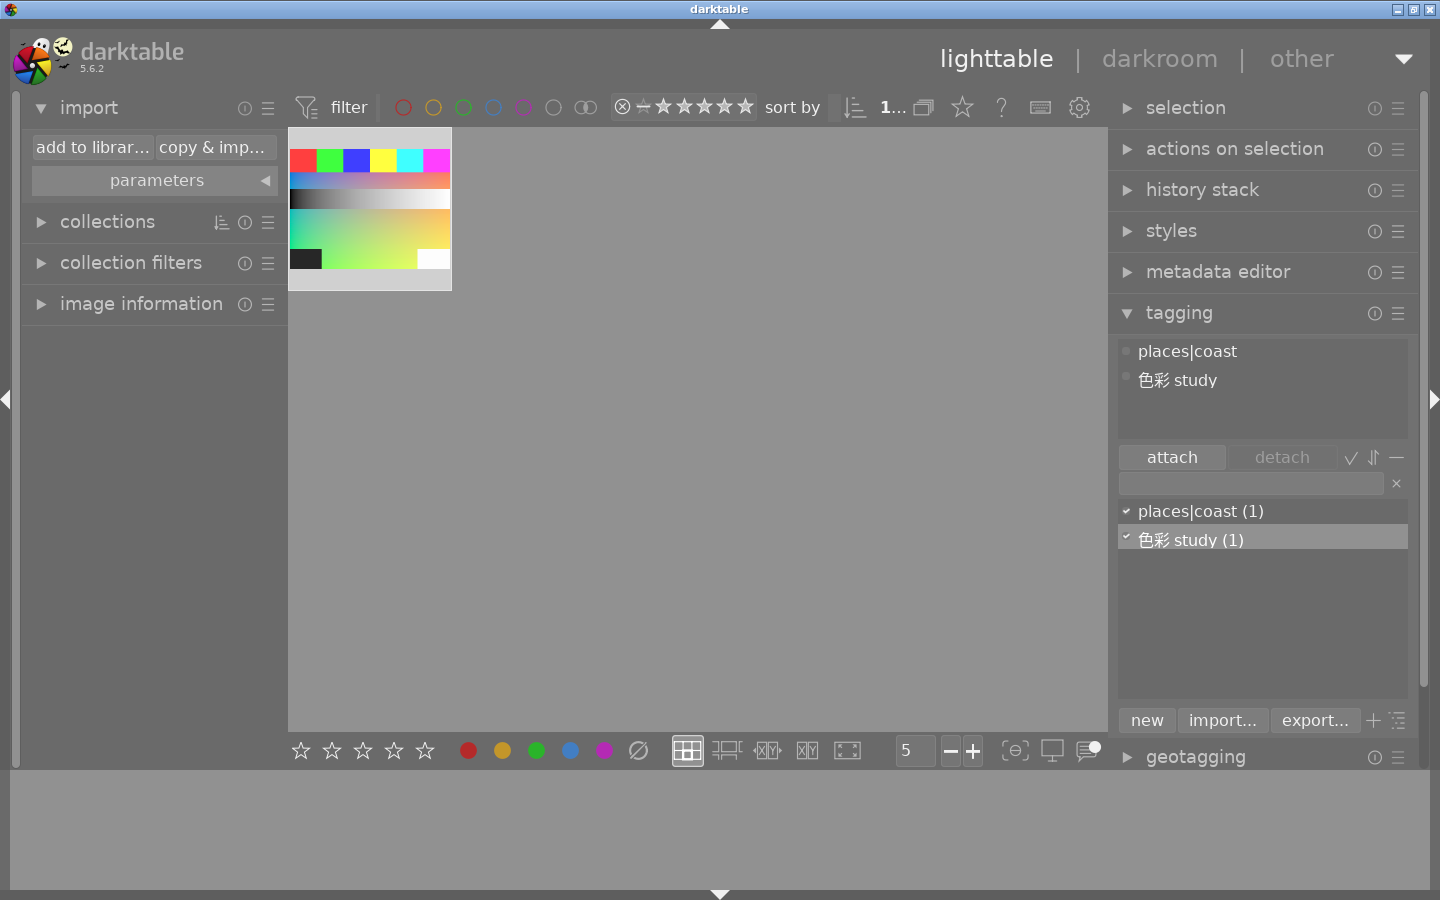 darktable
darktable
5.6.2
lighttable | darkroom | other
import
filter
sort by
1...
add to librar...
copy & imp...
parameters
collections
collection filters
image information
selection
actions on selection
history stack
styles
metadata editor
tagging
places|coast
色彩 study
attach
detach
places|coast (1)
色彩 study (1)
new
import...
export...
geotagging
5